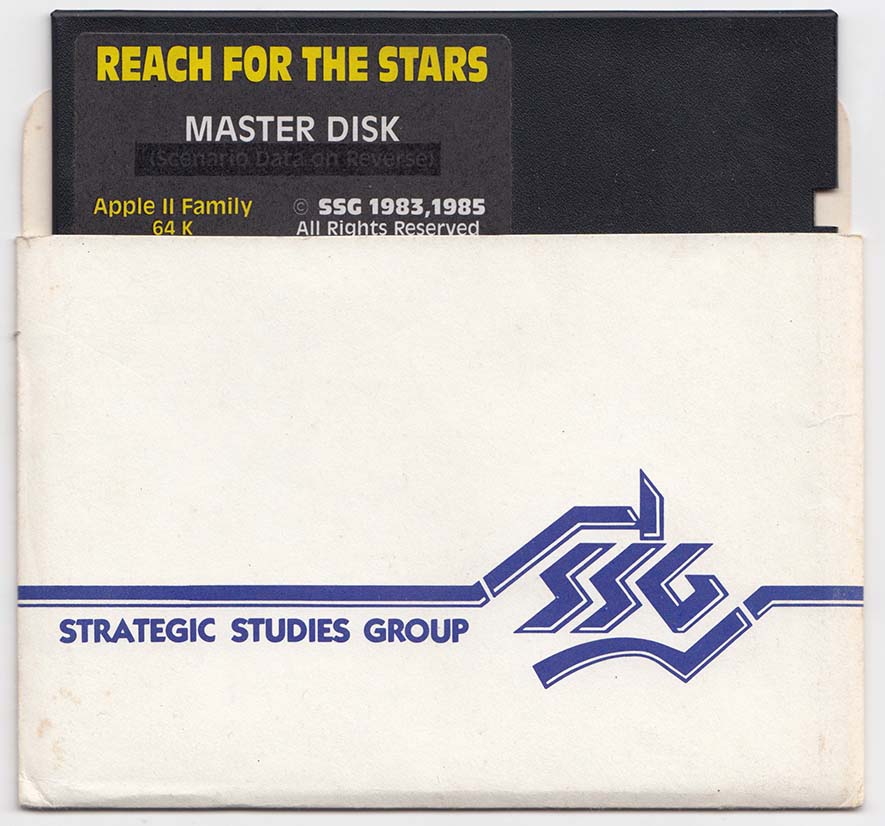 REACH FOR THE STARS
MASTER DISK
(Scenario Data on Reverse)
Apple II Family
64 K
© SSG 1983,1985
All Rights Reserved
SSG
STRATEGIC STUDIES GROUP